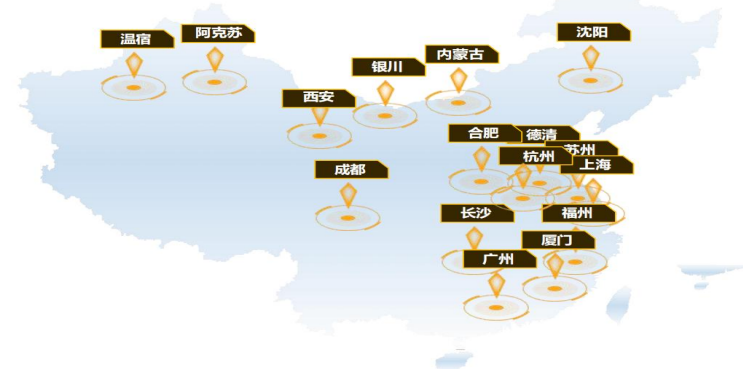 温宿
阿克苏
沈阳
内蒙古
银川
西安
合肥
德清
苏州
杭州
上海
成都
长沙
福州
厦门
广州